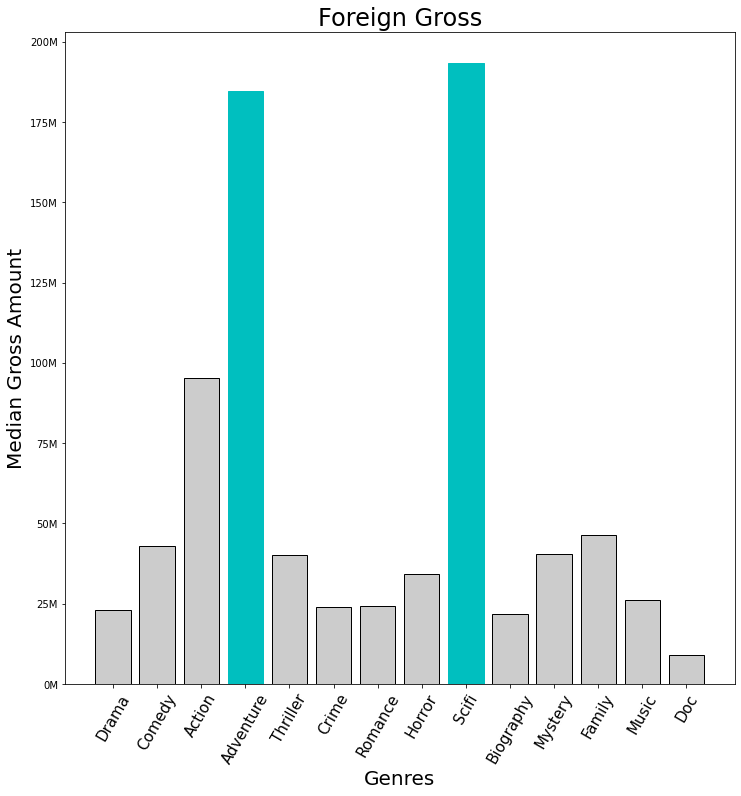 Foreign Gross
200M
175M
150M
125M
100M
75M
50M
25M
0M
Median Gross Amount
Drama
Comedy
Action
Adventure
Thriller
Crime
Romance
Horror
Scifi
Biography
Mystery
Family
Music
Doc
Genres